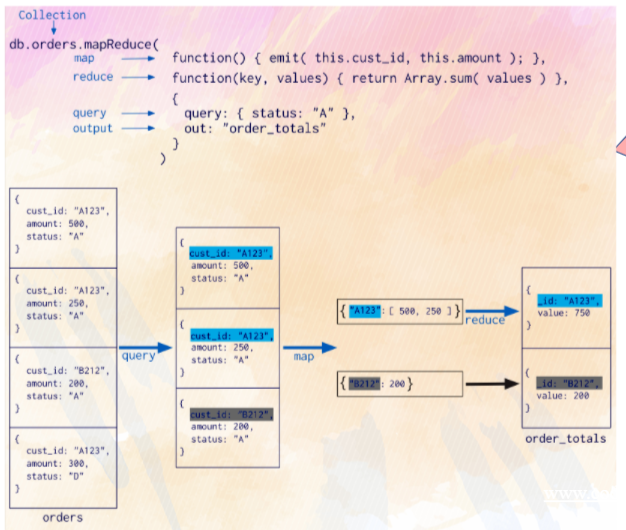 Collection
db.orders.mapReduce(
map function() { emit( this.cust_id, this.amount ); },
reduce function(key, values) { return Array.sum( values ) },
{
query query: { status: "A" },
output out: "order_totals"
}
)
{
cust_id: "A123",
amount: 500,
status: "A"
}
{
cust_id: "A123",
amount: 250,
status: "A"
}
{
cust_id: "B212",
amount: 200,
status: "A"
}
{
cust_id: "A123",
amount: 300,
status: "D"
}
orders
query
{
cust_id: "A123",
amount: 500,
status: "A"
}
{
cust_id: "A123",
amount: 250,
status: "A"
}
{
cust_id: "B212",
amount: 200,
status: "A"
}
map
{ "A123": [ 500, 250 ] }
{ "B212": 200 }
reduce
{
_id: "A123",
value: 750
}
{
_id: "B212",
value: 200
}
order_totals